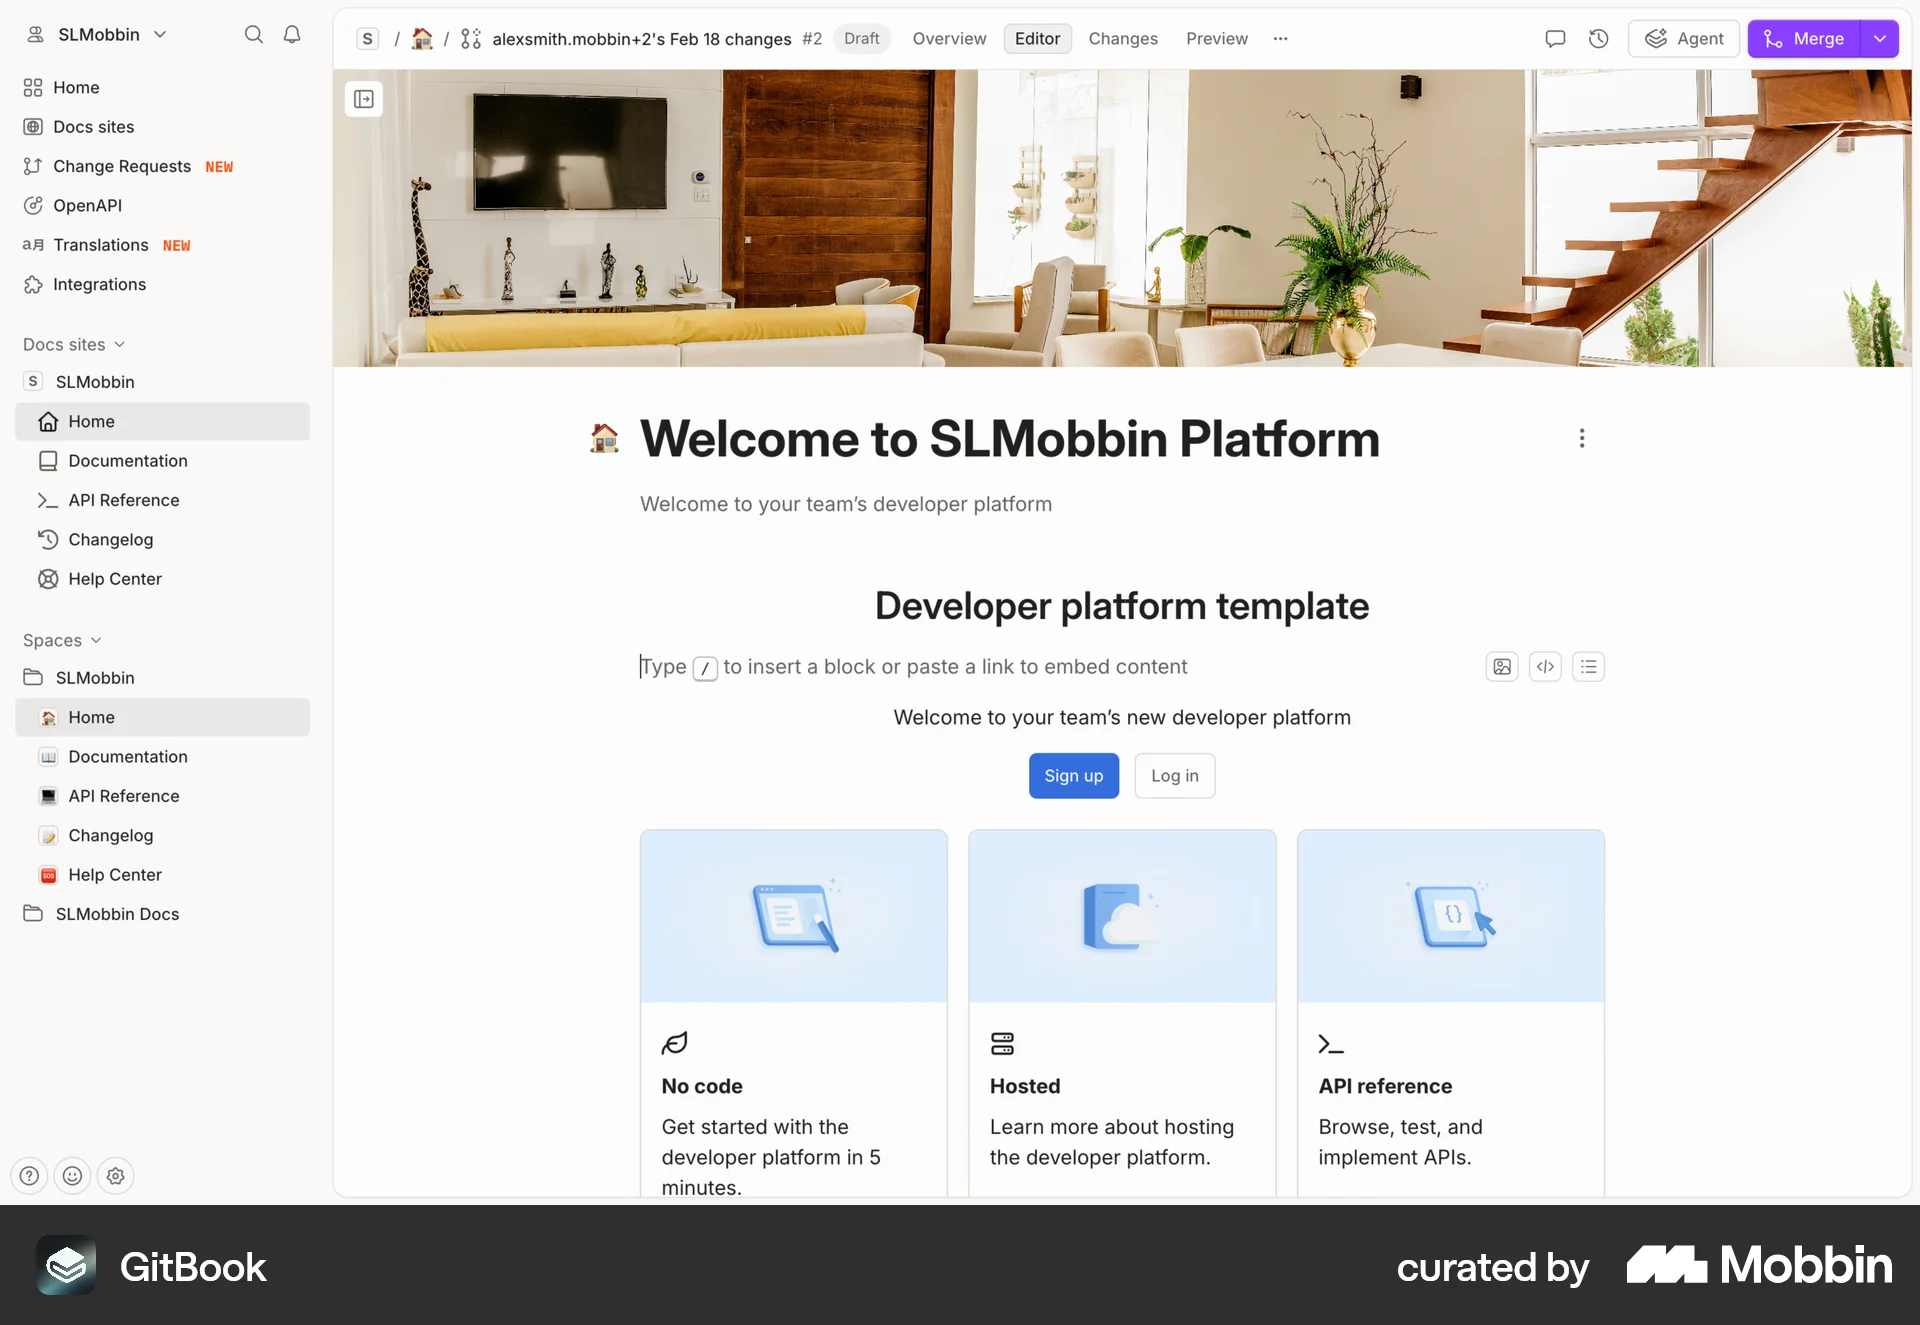 SLMobbin
Home
Docs sites
Change Requests NEW
OpenAPI
Translations NEW
Integrations
Docs sites
S SLMobbin
Home
Documentation
API Reference
Changelog
Help Center
Spaces
SLMobbin
Home
Documentation
API Reference
Changelog
Help Center
SLMobbin Docs
S / / alexsmith.mobbin+2's Feb 18 changes #2 Draft Overview Editor Changes Preview ··· Agent Merge
Welcome to SLMobbin Platform
Welcome to your team’s developer platform
Developer platform template
Type / to insert a block or paste a link to embed content
Welcome to your team’s new developer platform
Sign up Log in
No code
Get started with the
developer platform in 5
minutes.
Hosted
Learn more about hosting
the developer platform.
API reference
Browse, test, and
implement APIs.
GitBook
curated by Mobbin